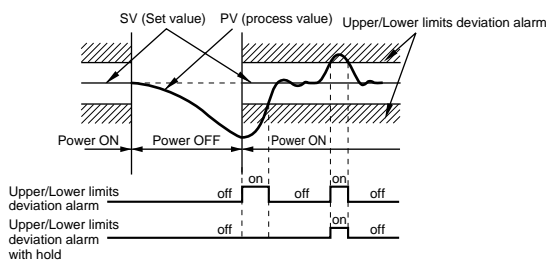 SV (Set value) PV (process value) Upper/Lower limits deviation alarm
Power ON Power OFF Power ON
on on
Upper/Lower limits
deviation alarm
off off off
on
Upper/Lower limits
deviation alarm
with hold
off off